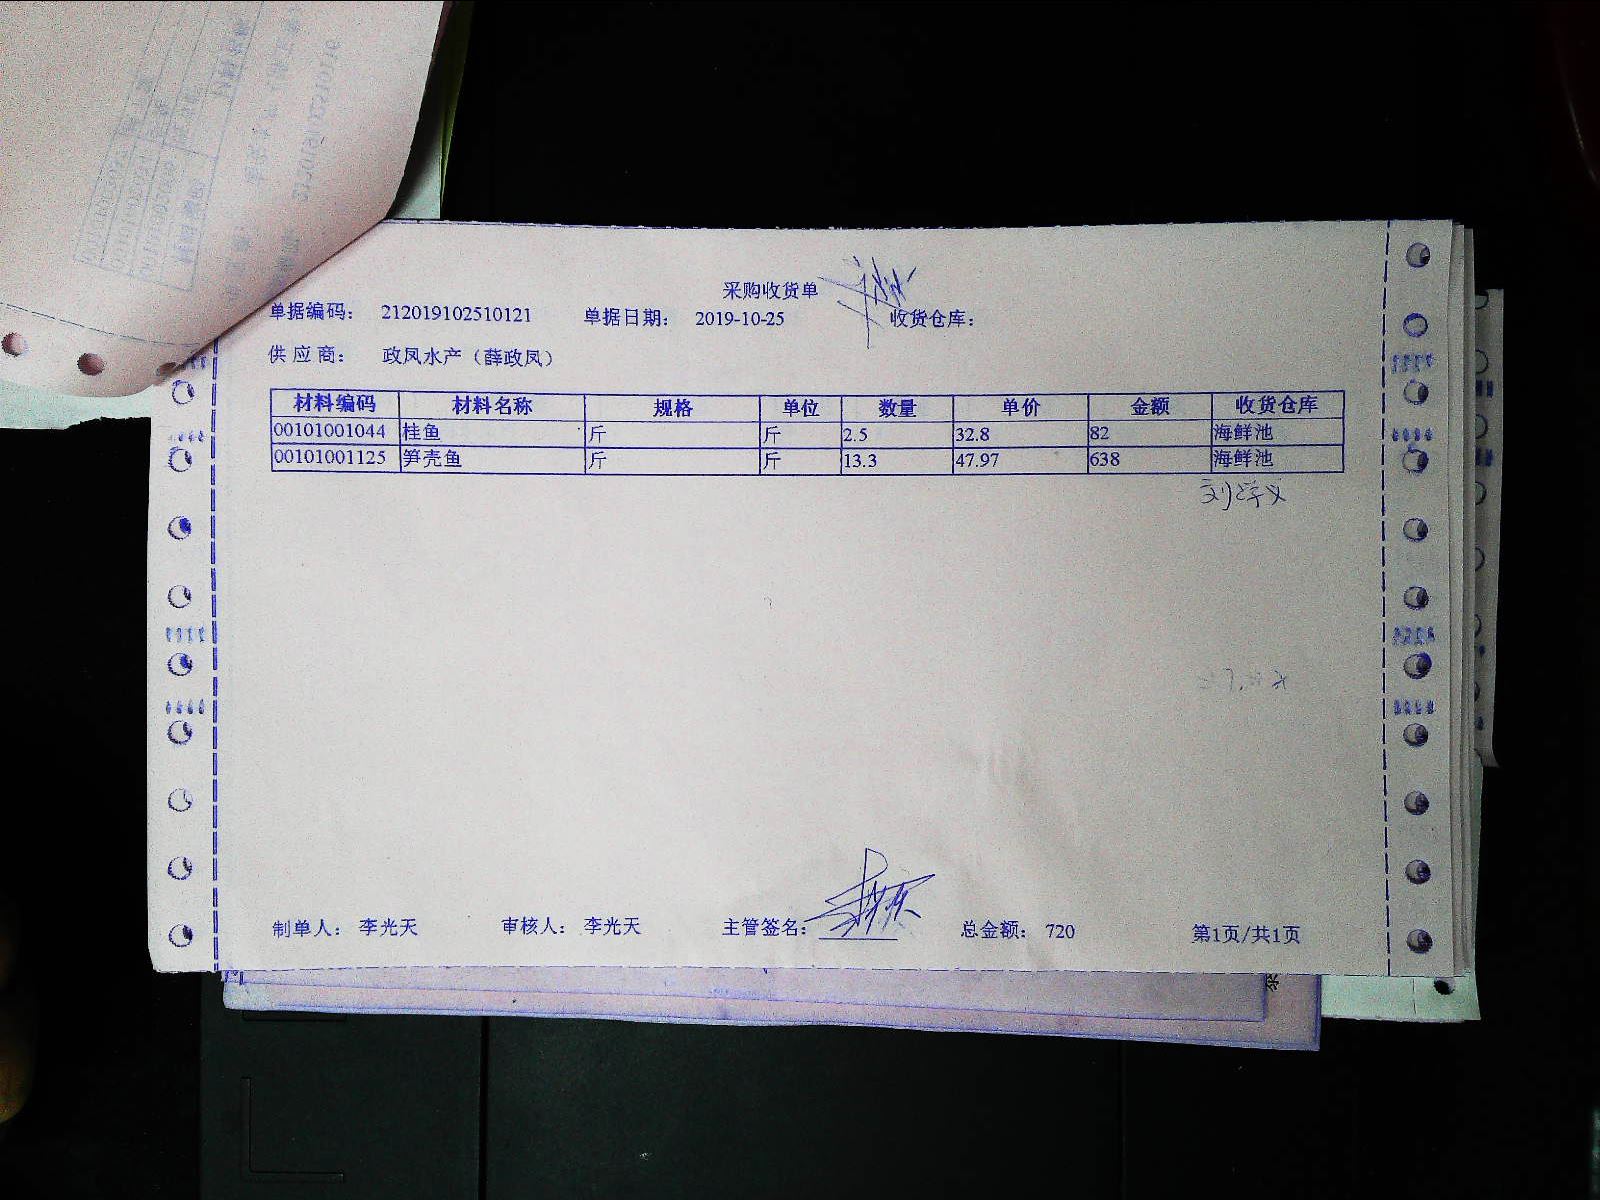 采购收货单
单据编码： 212019102510121 单据日期： 2019-10-25 收货仓库：
供应商： 政凤水产（薛政凤）
材料编码 材料名称 规格 单位 数量 单价 金额 收货仓库
00101001044 桂鱼 斤 斤 2.5 32.8 82 海鲜池
00101001125 笋壳鱼 斤 斤 13.3 47.97 638 海鲜池
刘学义
制单人： 李光天 审核人： 李光天 主管签名： 总金额： 720 第1页/共1页